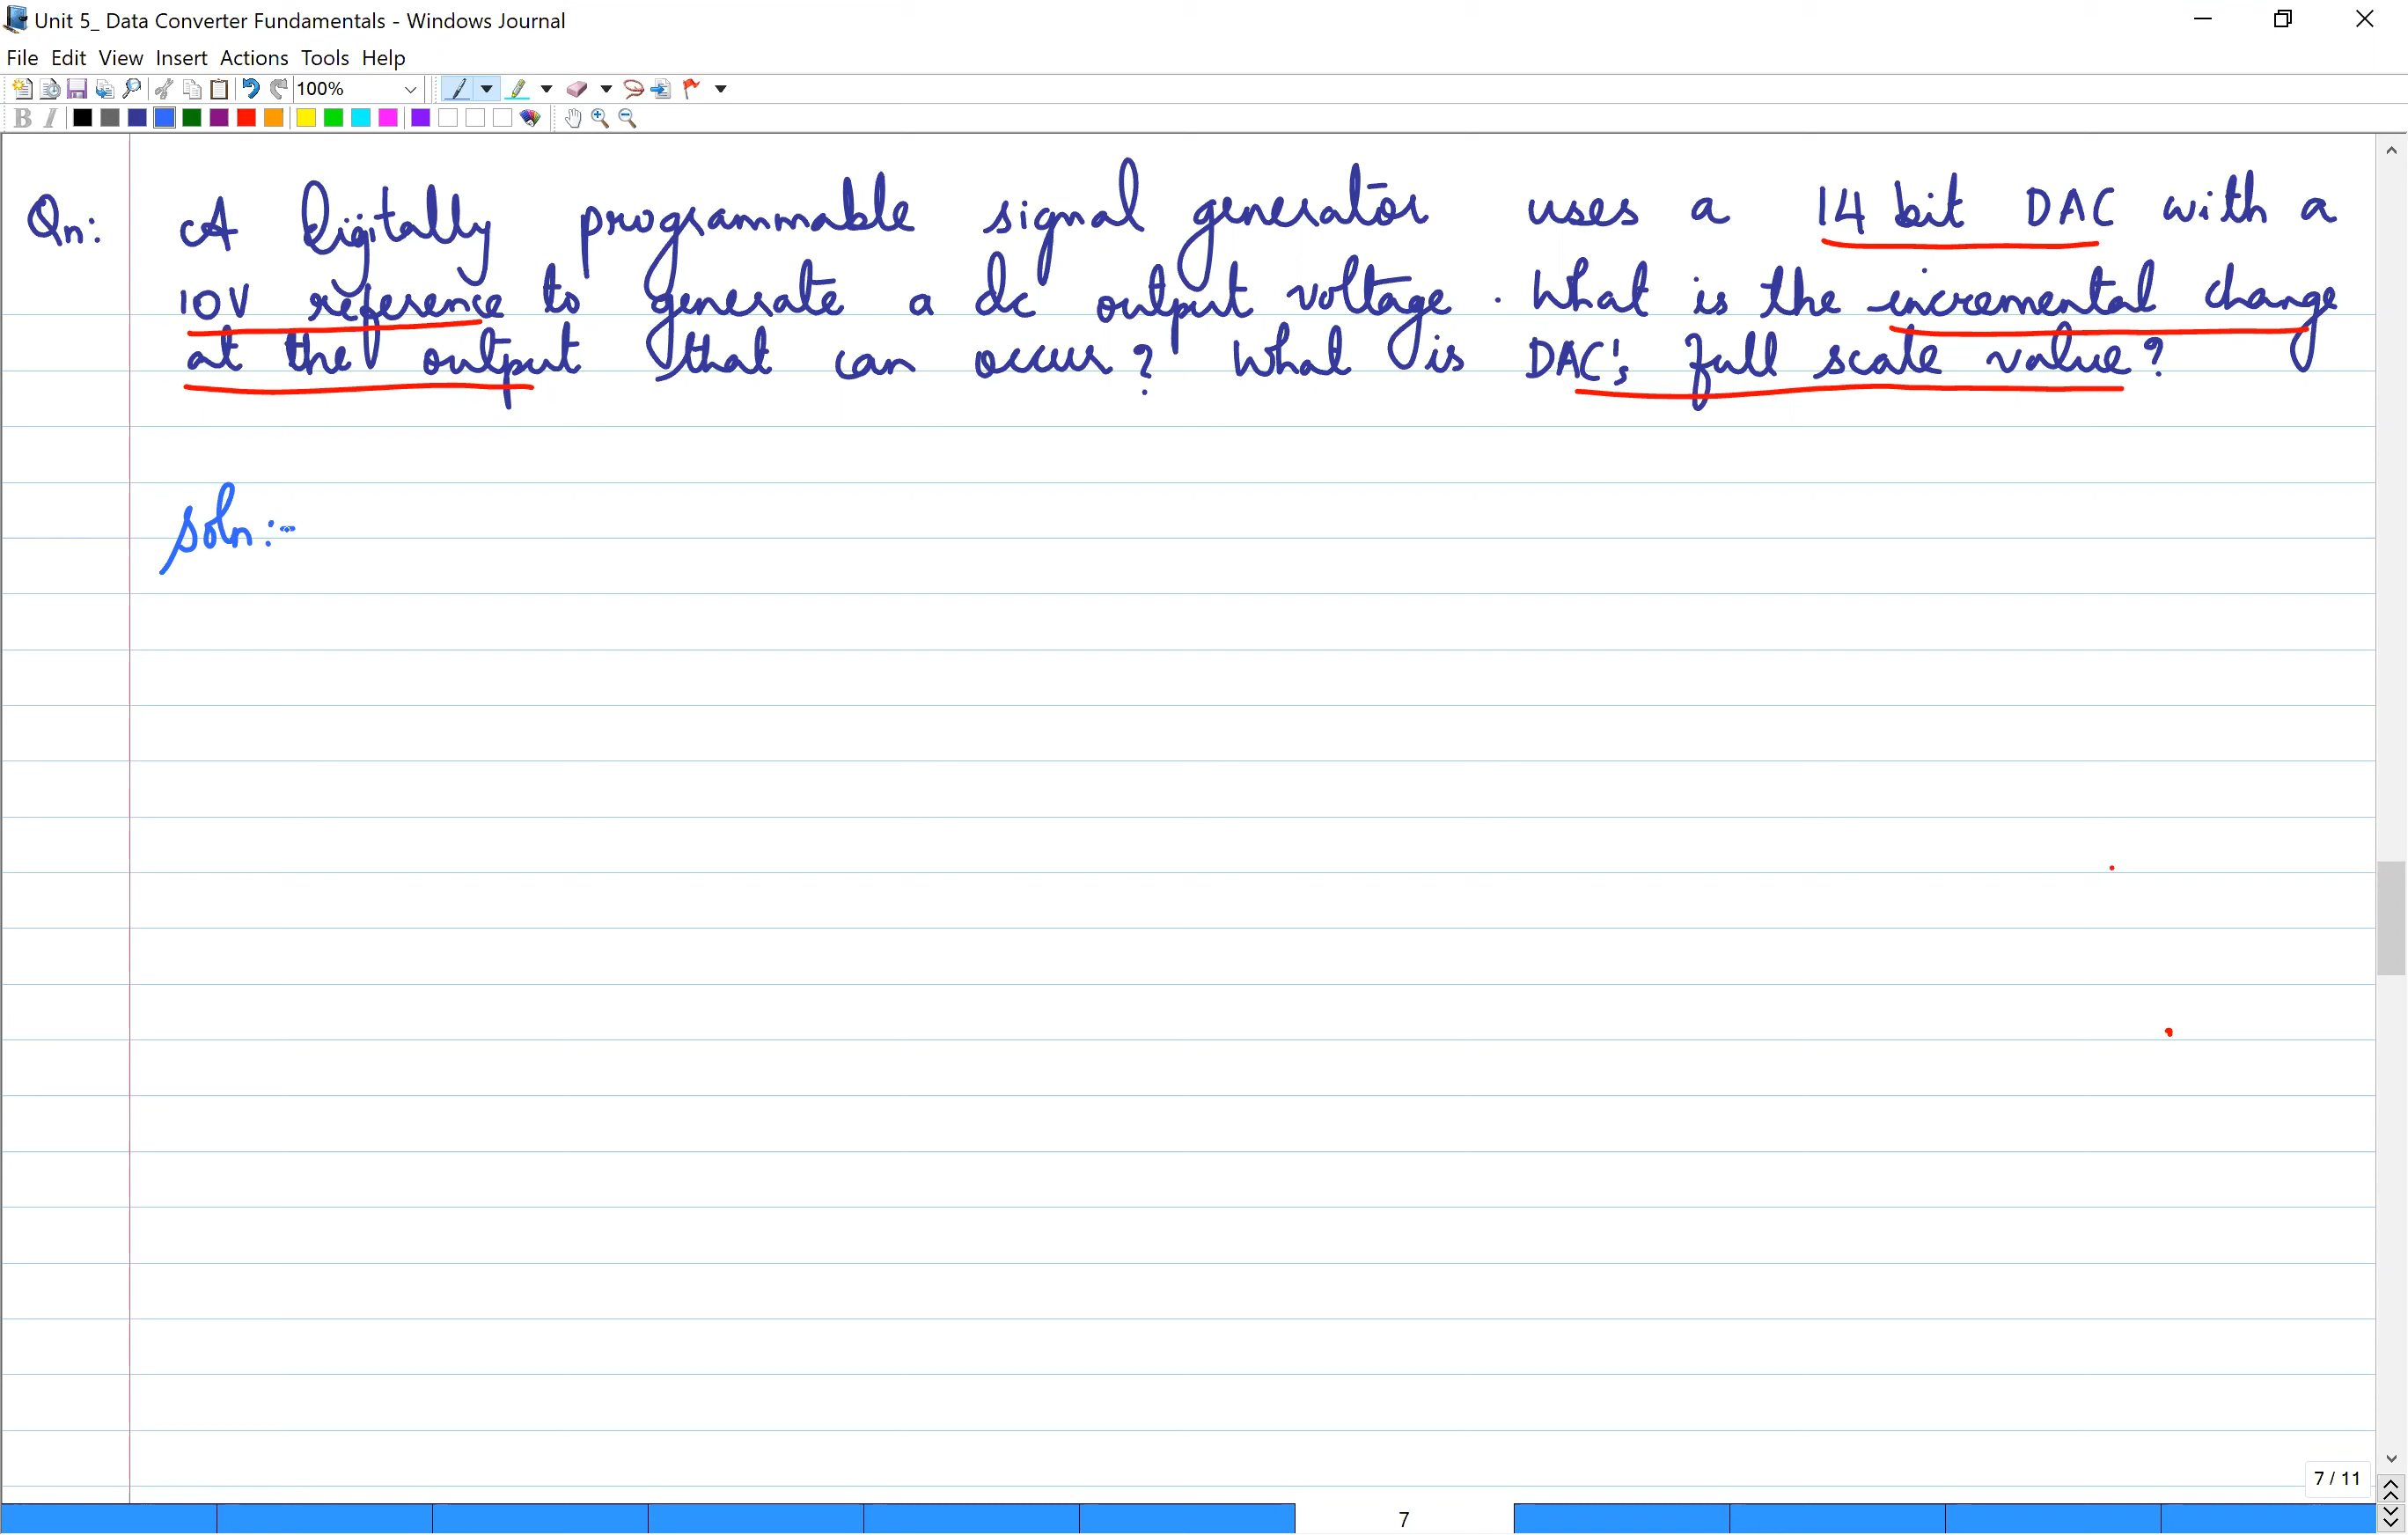 Unit 5_ Data Converter Fundamentals - Windows Journal
File Edit View Insert Actions Tools Help
100%
B I
Qn: A Digitally programmable signal generator uses a 14 bit DAC with a
10V reference to generate a dc output voltage. What is the incremental change
at the output that can occur? What is DAC's full scale value?
Soln:-
7 / 11
7